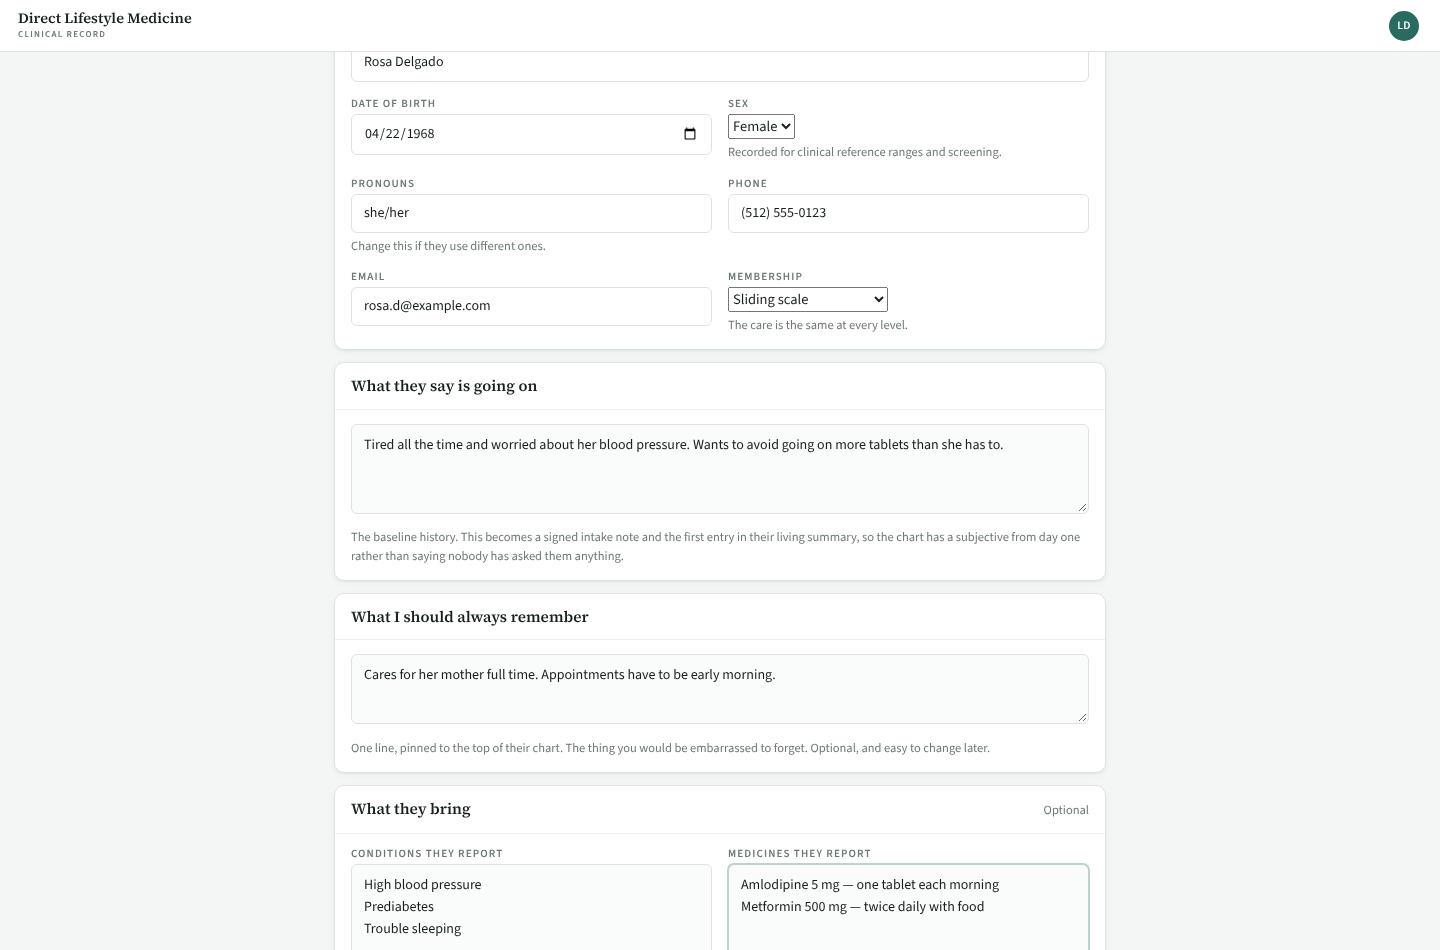 Direct Lifestyle Medicine
CLINICAL RECORD
LD
Rosa Delgado
DATE OF BIRTH
04/22/1968
SEX
Female
Recorded for clinical reference ranges and screening.
PRONOUNS
she/her
Change this if they use different ones.
PHONE
(512) 555-0123
EMAIL
rosa.d@example.com
MEMBERSHIP
Sliding scale
The care is the same at every level.
What they say is going on
Tired all the time and worried about her blood pressure. Wants to avoid going on more tablets than she has to.
The baseline history. This becomes a signed intake note and the first entry in their living summary, so the chart has a subjective from day one
rather than saying nobody has asked them anything.
What I should always remember
Cares for her mother full time. Appointments have to be early morning.
One line, pinned to the top of their chart. The thing you would be embarrassed to forget. Optional, and easy to change later.
What they bring
Optional
CONDITIONS THEY REPORT
High blood pressure
Prediabetes
Trouble sleeping
MEDICINES THEY REPORT
Amlodipine 5 mg — one tablet each morning
Metformin 500 mg — twice daily with food